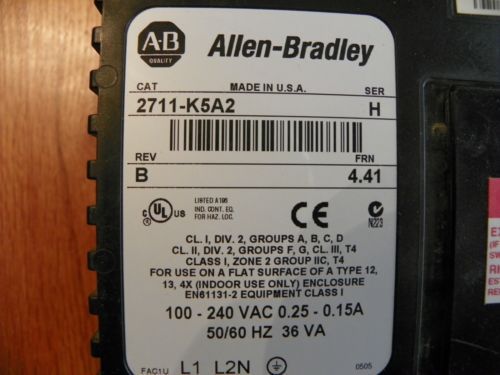 A-B
QUALITY
Allen-Bradley
CAT MADE IN U.S.A. SER
2711-K5A2 H
REV FRN
B 4.41
UL US LISTED A196
IND. CONT. EQ.
FOR HAZ. LOC.
CE
N223
CL. I, DIV. 2, GROUPS A, B, C, D
CL. II, DIV. 2, GROUPS F, G, CL. III, T4
CLASS I, ZONE 2 GROUP IIC, T4
FOR USE ON A FLAT SURFACE OF A TYPE 12,
13, 4X (INDOOR USE ONLY) ENCLOSURE
EN61131-2 EQUIPMENT CLASS I
100 - 240 VAC 0.25 - 0.15A
50/60 HZ 36 VA
FAC1U L1 L2N 0505